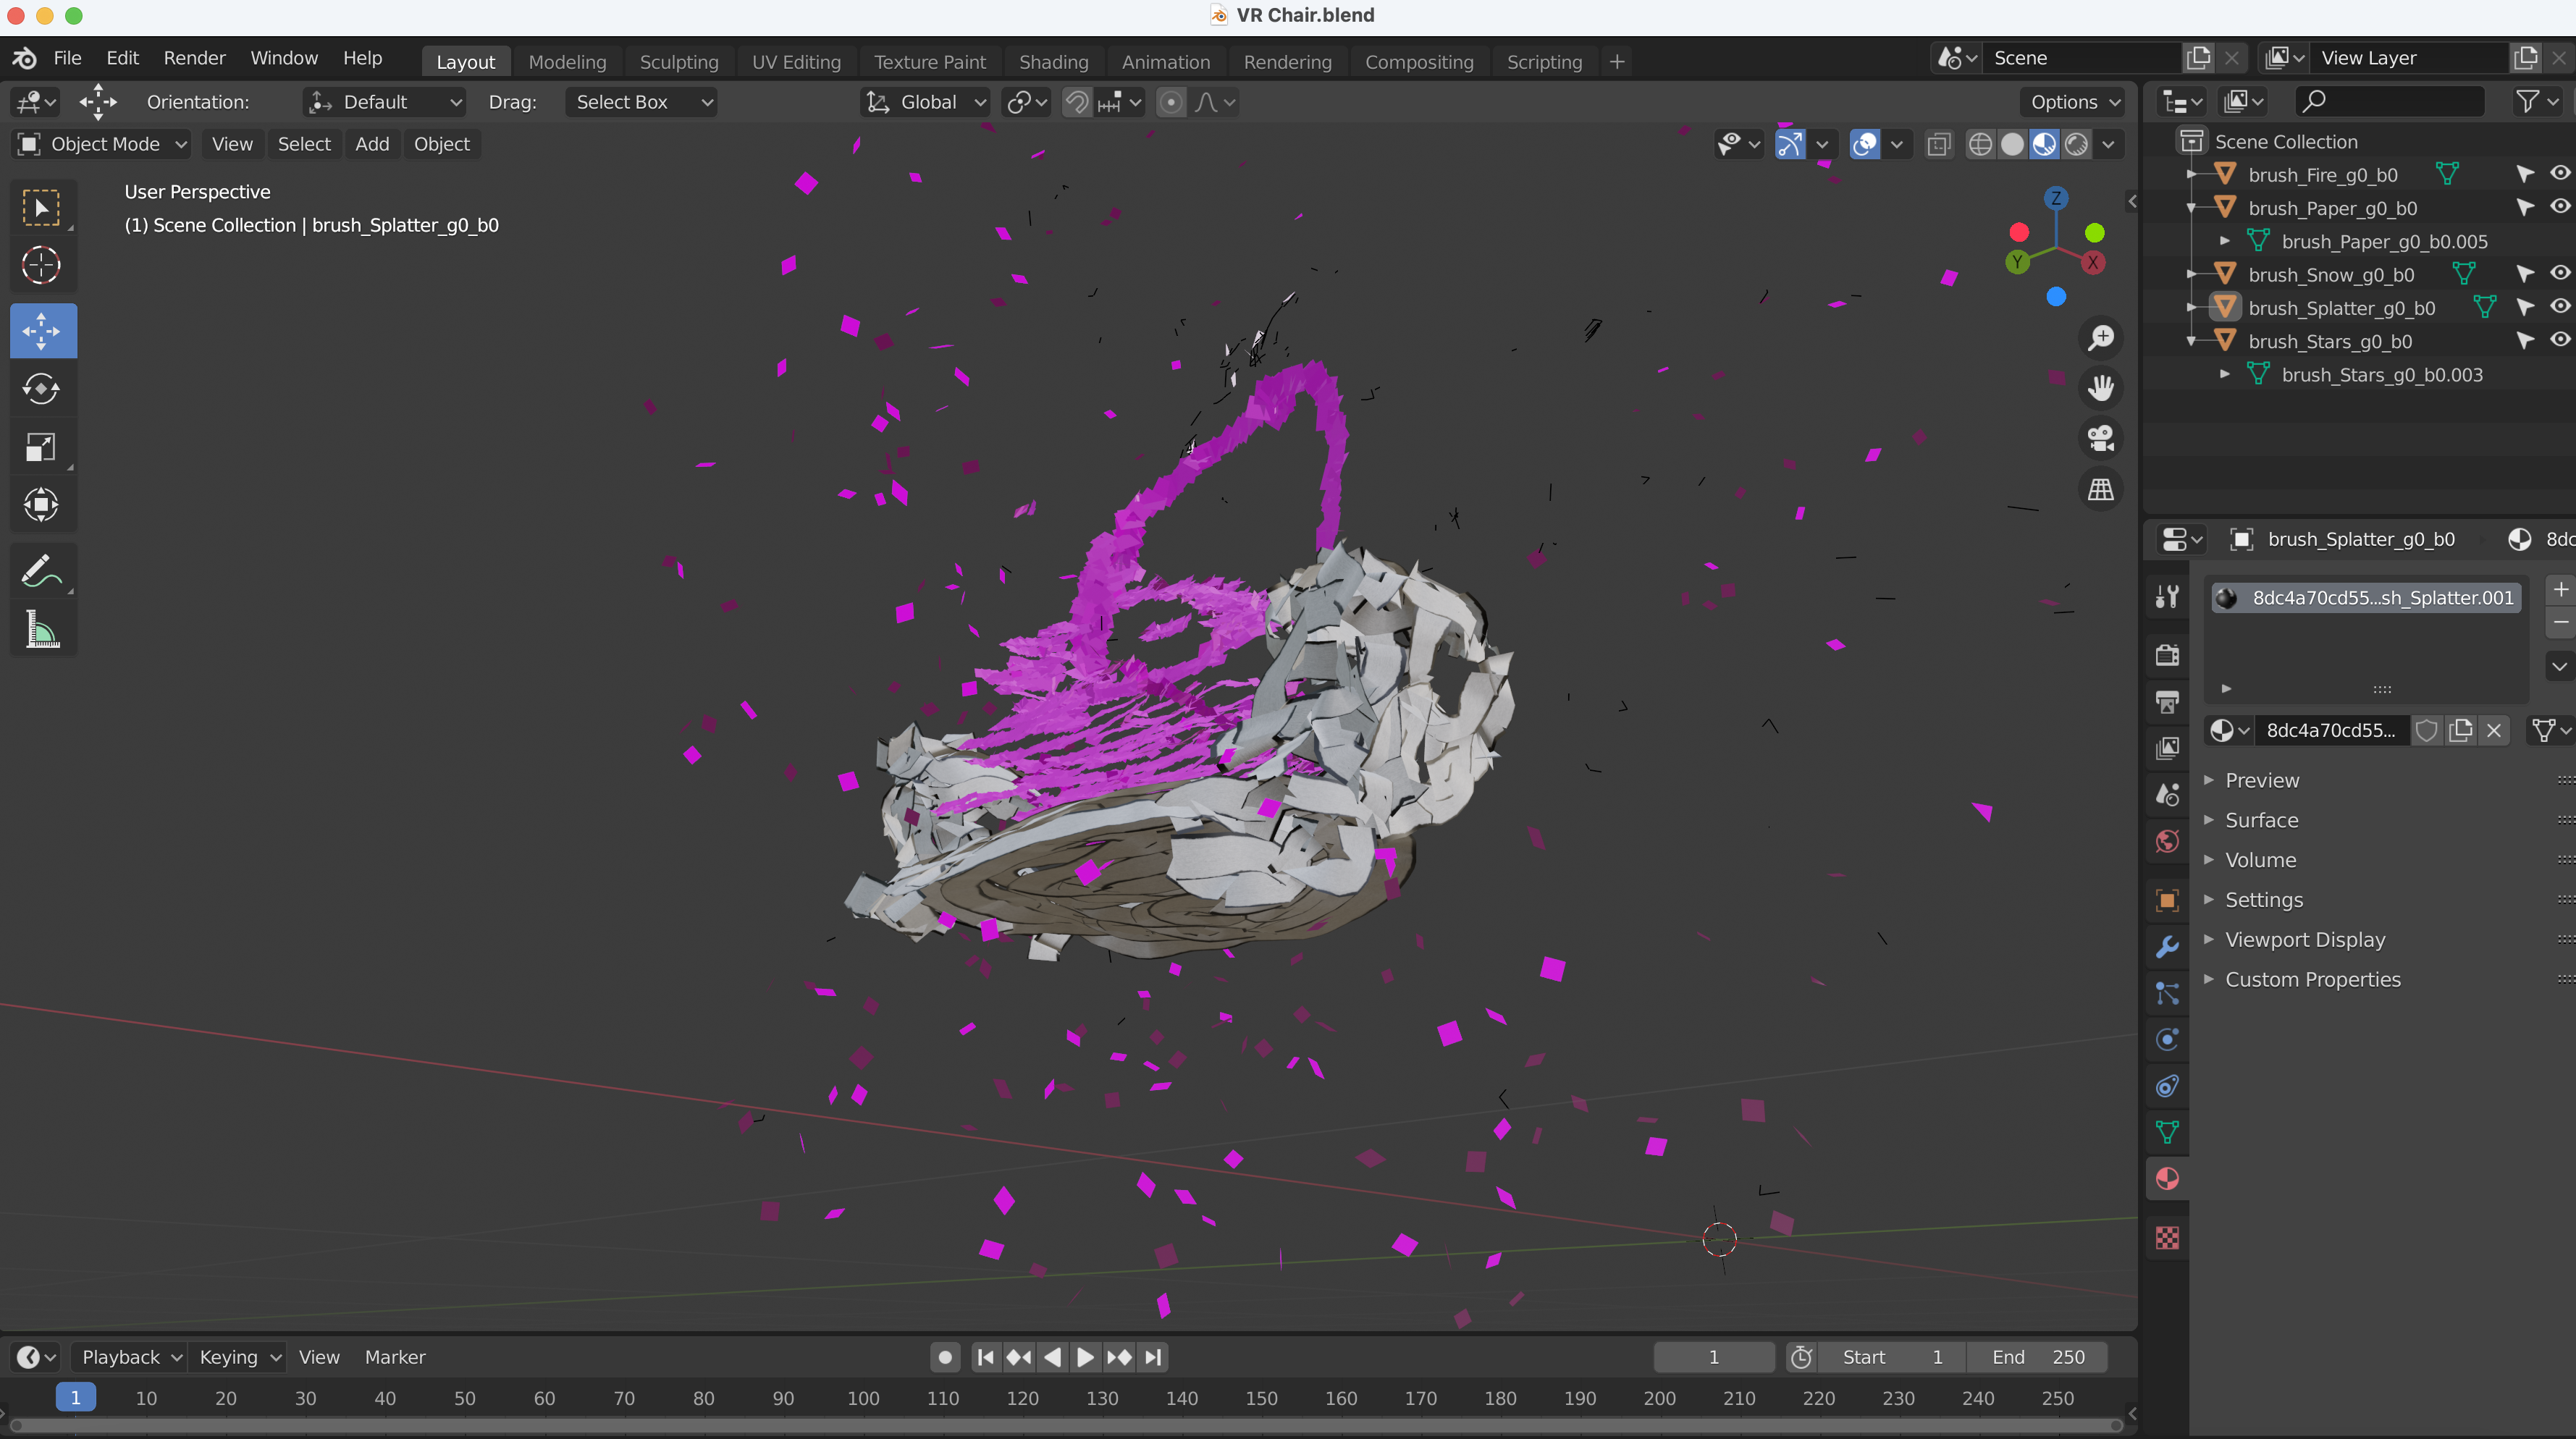 VR Chair.blend
File Edit Render Window Help Layout Modeling Sculpting UV Editing Texture Paint Shading Animation Rendering Compositing Scripting + Scene View Layer
Orientation: Default Drag: Select Box Global Options
Object Mode View Select Add Object
User Perspective
(1) Scene Collection | brush_Splatter_g0_b0
Z
Y X
Scene Collection
brush_Fire_g0_b0
brush_Paper_g0_b0
brush_Paper_g0_b0.005
brush_Snow_g0_b0
brush_Splatter_g0_b0
brush_Stars_g0_b0
brush_Stars_g0_b0.003
brush_Splatter_g0_b0 8dc
8dc4a70cd55...sh_Splatter.001
8dc4a70cd55...
Preview
Surface
Volume
Settings
Viewport Display
Custom Properties
Playback Keying View Marker 1 Start 1 End 250
1 10 20 30 40 50 60 70 80 90 100 110 120 130 140 150 160 170 180 190 200 210 220 230 240 250